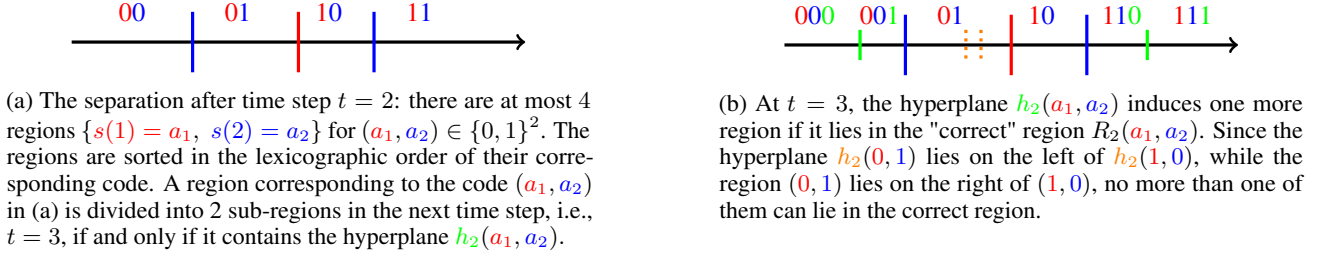 00 01 10 11
(a) The separation after time step t = 2: there are at most 4
regions {s(1) = a₁, s(2) = a₂} for (a₁, a₂) ∈ {0, 1}². The
regions are sorted in the lexicographic order of their corre-
sponding code. A region corresponding to the code (a₁, a₂)
in (a) is divided into 2 sub-regions in the next time step, i.e.,
t = 3, if and only if it contains the hyperplane h₂(a₁, a₂).
000 001 01 10 110 111
(b) At t = 3, the hyperplane h₂(a₁, a₂) induces one more
region if it lies in the "correct" region R₂(a₁, a₂). Since the
hyperplane h₂(0, 1) lies on the left of h₂(1, 0), while the
region (0, 1) lies on the right of (1, 0), no more than one of
them can lie in the correct region.